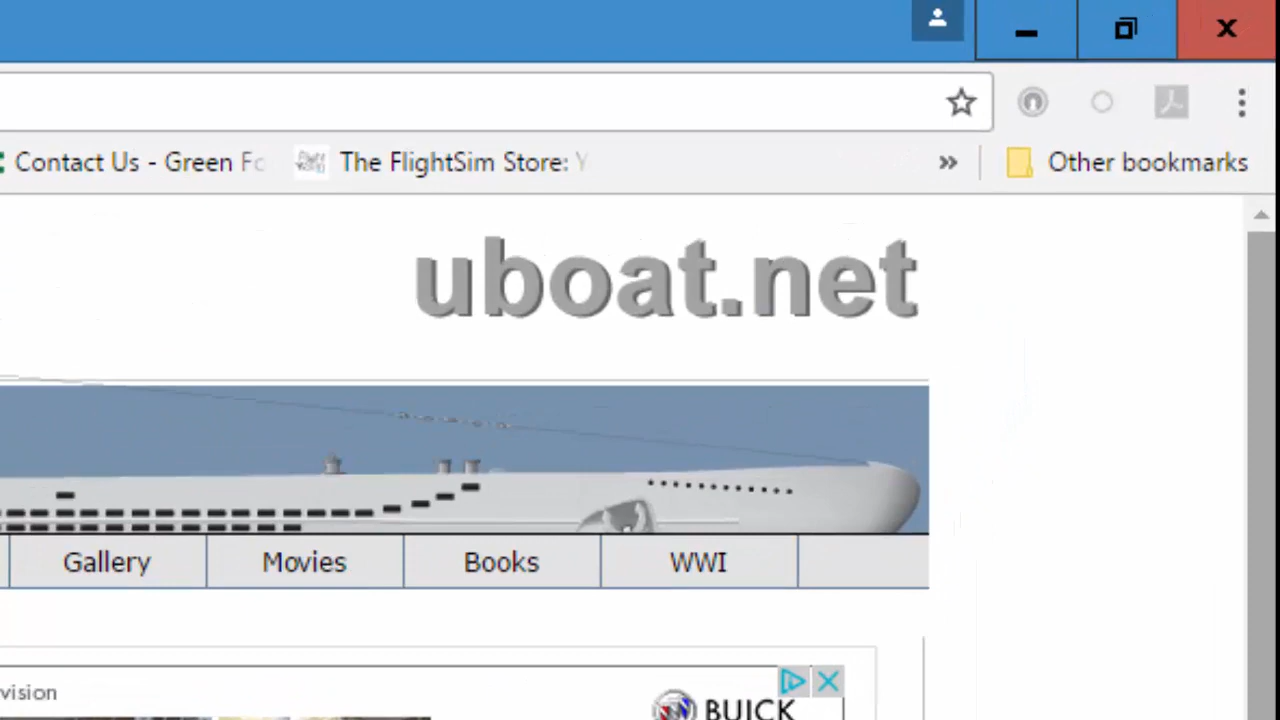 Contact Us - Green Fo
The FlightSim Store: Y
Other bookmarks
uboat.net
Gallery
Movies
Books
WWI
vision
BUICK